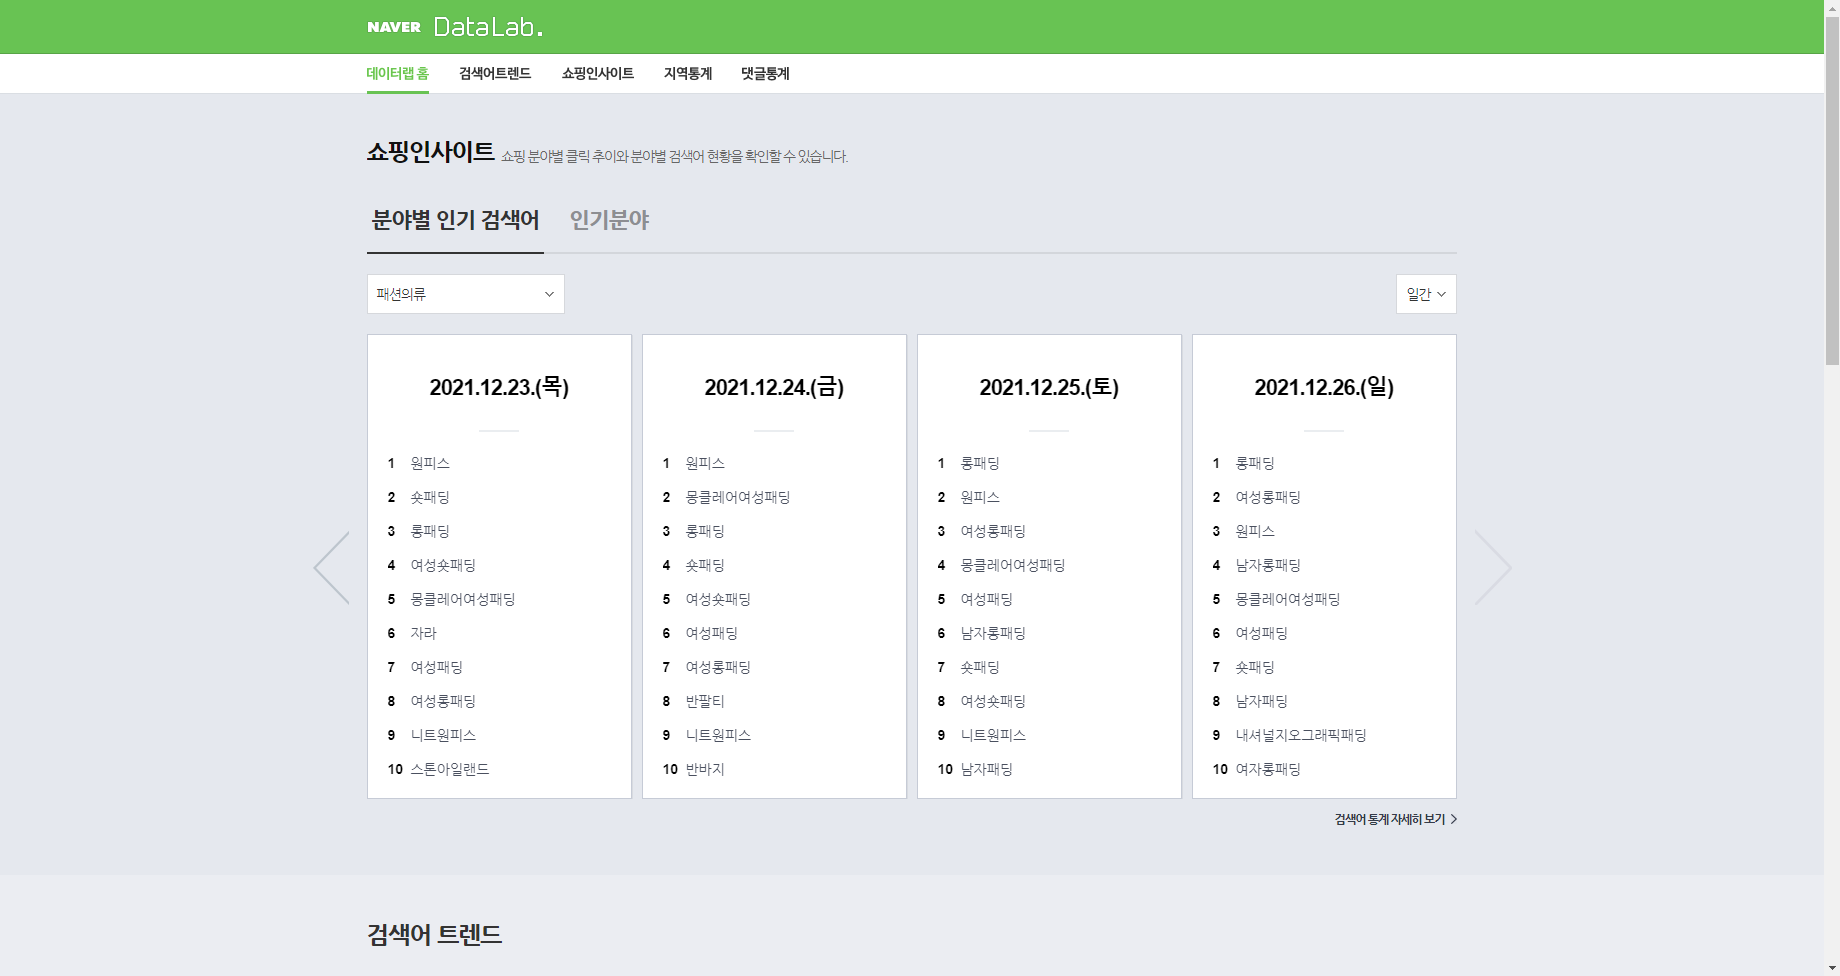 NAVER DataLab.
데이터랩 홈 검색어트렌드 쇼핑인사이트 지역통계 댓글통계
쇼핑인사이트 쇼핑 분야별 클릭 추이와 분야별 검색어 현황을 확인할 수 있습니다.
분야별 인기 검색어 인기분야
패션의류 일간
2021.12.23.(목)
1 원피스
2 숏패딩
3 롱패딩
4 여성숏패딩
5 몽클레어여성패딩
6 자라
7 여성패딩
8 여성롱패딩
9 니트원피스
10 스톤아일랜드
2021.12.24.(금)
1 원피스
2 몽클레어여성패딩
3 롱패딩
4 숏패딩
5 여성숏패딩
6 여성패딩
7 여성롱패딩
8 반팔티
9 니트원피스
10 반바지
2021.12.25.(토)
1 롱패딩
2 원피스
3 여성롱패딩
4 몽클레어여성패딩
5 여성패딩
6 남자롱패딩
7 숏패딩
8 여성숏패딩
9 니트원피스
10 남자패딩
2021.12.26.(일)
1 롱패딩
2 여성롱패딩
3 원피스
4 남자롱패딩
5 몽클레어여성패딩
6 여성패딩
7 숏패딩
8 남자패딩
9 내셔널지오그래픽패딩
10 여자롱패딩
검색어 통계 자세히 보기
검색어 트렌드